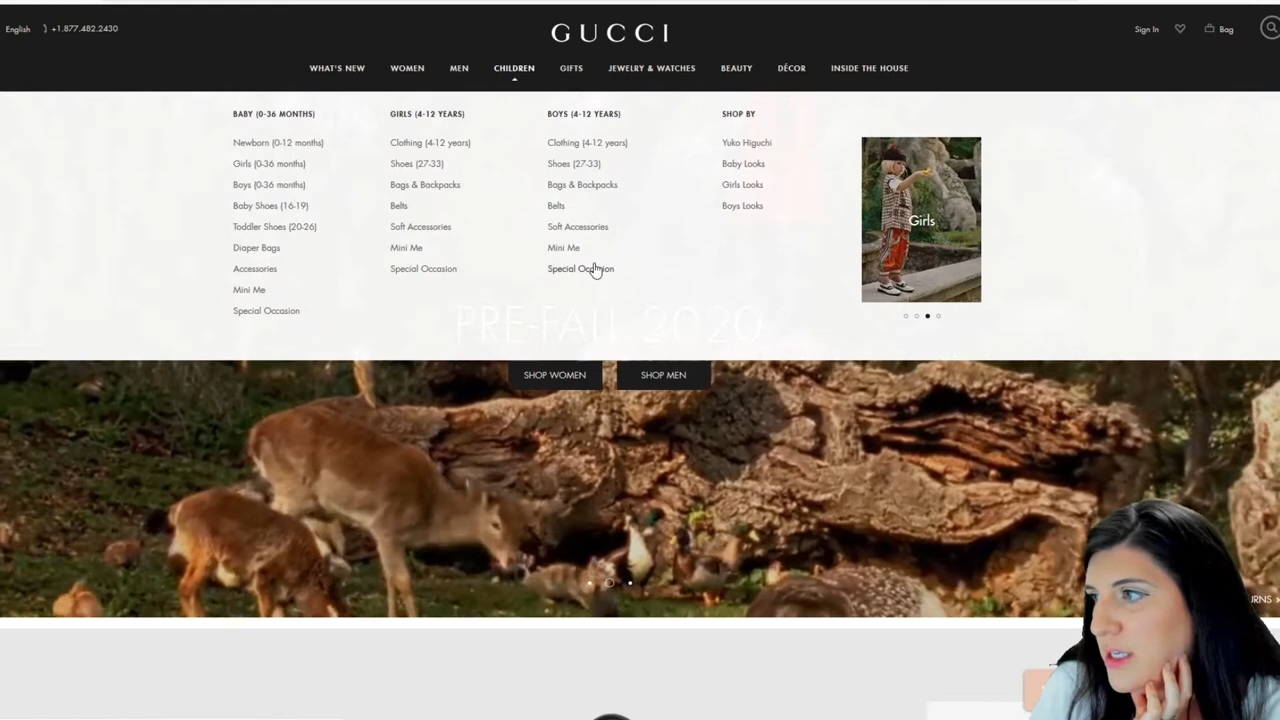 English
+1.877.482.2430
GUCCI
Sign In
Bag
WHAT'S NEW
WOMEN
MEN
CHILDREN
GIFTS
JEWELRY & WATCHES
BEAUTY
DÉCOR
INSIDE THE HOUSE
BABY (0-36 MONTHS)
Newborn (0-12 months)
Girls (0-36 months)
Boys (0-36 months)
Baby Shoes (16-19)
Toddler Shoes (20-26)
Diaper Bags
Accessories
Mini Me
Special Occasion
GIRLS (4-12 YEARS)
Clothing (4-12 years)
Shoes (27-33)
Bags & Backpacks
Belts
Soft Accessories
Mini Me
Special Occasion
BOYS (4-12 YEARS)
Clothing (4-12 years)
Shoes (27-33)
Bags & Backpacks
Belts
Soft Accessories
Mini Me
Special Occasion
SHOP BY
Yuko Higuchi
Baby Looks
Girls Looks
Boys Looks
Girls
PRE-FALL 2020
SHOP WOMEN
SHOP MEN